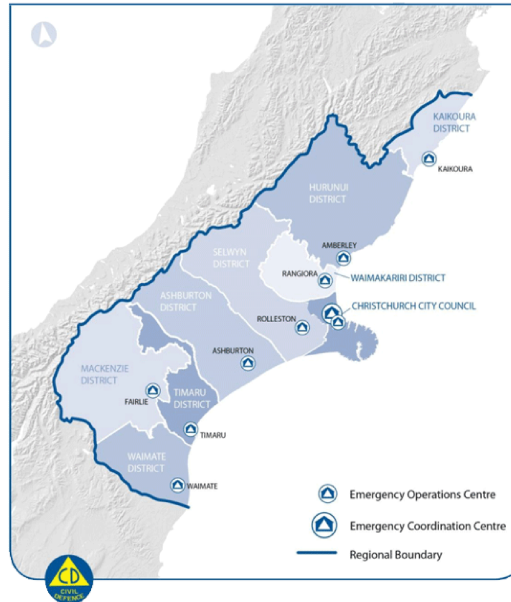 KAIKOURA
DISTRICT
KAIKOURA
HURUNUI
DISTRICT
AMBERLEY
SELWYN
DISTRICT
RANGIORA
WAIMAKARIRI DISTRICT
ASHBURTON
DISTRICT
CHRISTCHURCH CITY COUNCIL
ROLLESTON
ASHBURTON
MACKENZIE
DISTRICT
FAIRLIE
TIMARU
DISTRICT
TIMARU
WAIMATE
DISTRICT
WAIMATE
Emergency Operations Centre
Emergency Coordination Centre
Regional Boundary
CD
CIVIL
DEFENCE